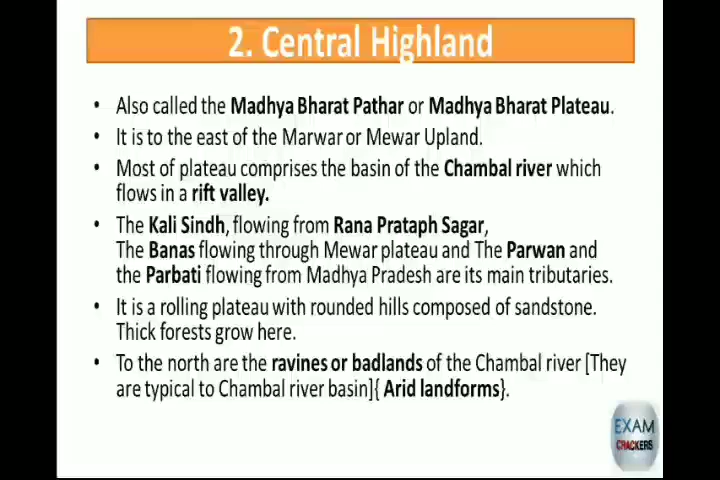 2. Central Highland
• Also called the Madhya Bharat Pathar or Madhya Bharat Plateau.
• It is to the east of the Marwar or Mewar Upland.
• Most of plateau comprises the basin of the Chambal river which
flows in a rift valley.
• The Kali Sindh, flowing from Rana Prataph Sagar,
The Banas flowing through Mewar plateau and The Parwan and
the Parbati flowing from Madhya Pradesh are its main tributaries.
• It is a rolling plateau with rounded hills composed of sandstone.
Thick forests grow here.
• To the north are the ravines or badlands of the Chambal river [They
are typical to Chambal river basin]{ Arid landforms}.
EXAM
CRACKERS